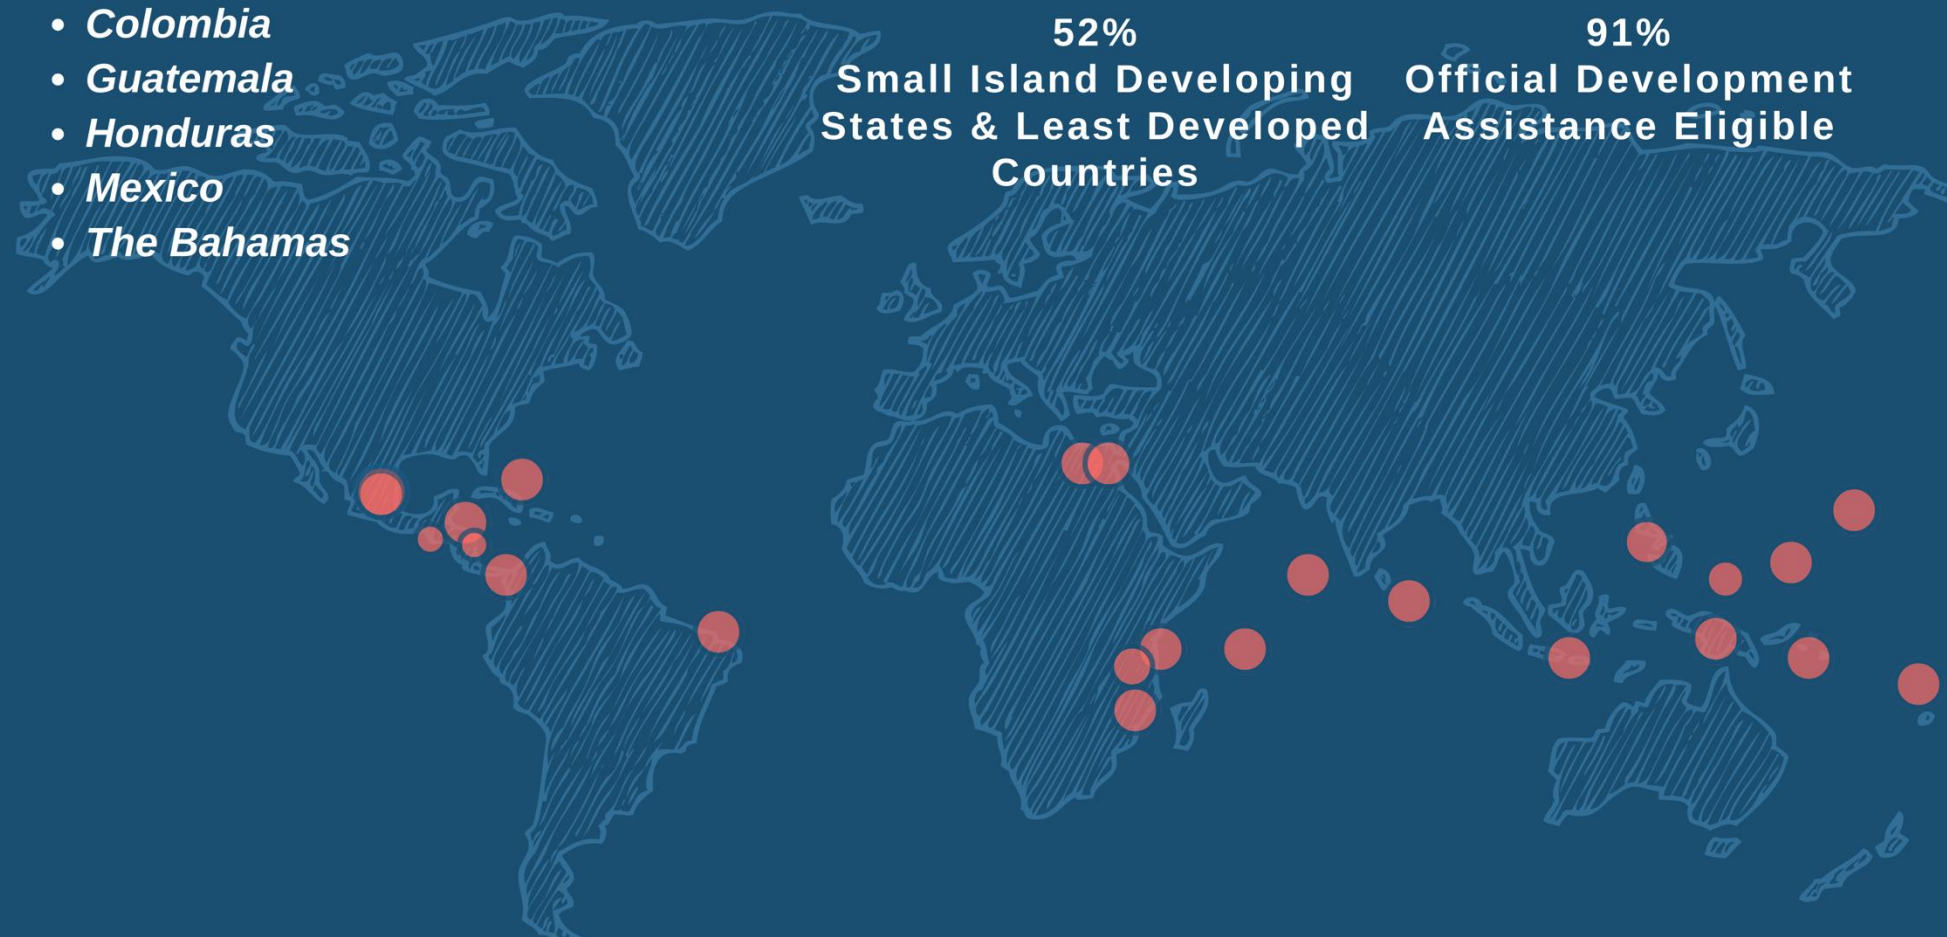 • Colombia
• Guatemala
• Honduras
• Mexico
• The Bahamas
52%
Small Island Developing
States & Least Developed
Countries
91%
Official Development
Assistance Eligible